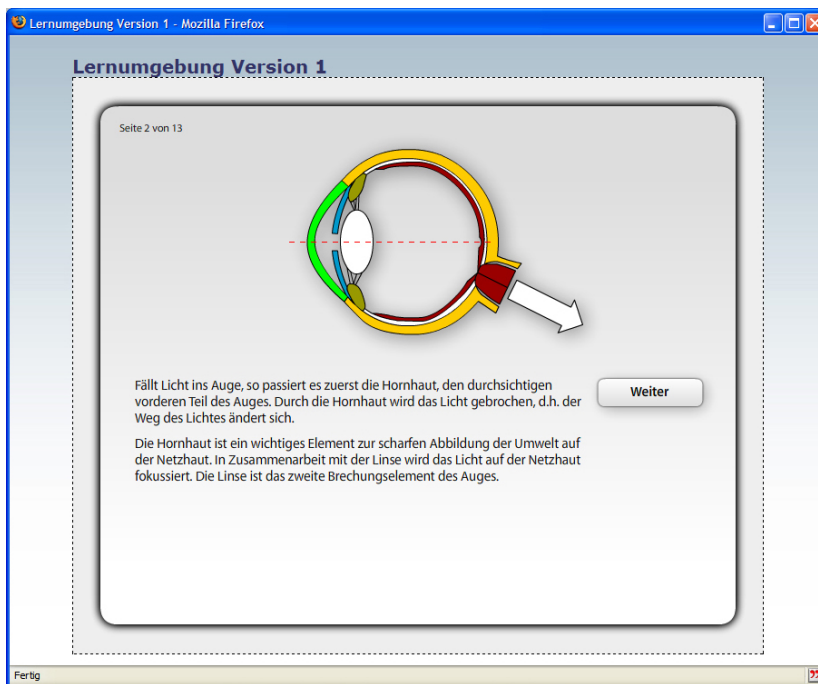 Lernumgebung Version 1 - Mozilla Firefox
Lernumgebung Version 1
Seite 2 von 13
Fällt Licht ins Auge, so passiert es zuerst die Hornhaut, den durchsichtigen
vorderen Teil des Auges. Durch die Hornhaut wird das Licht gebrochen, d.h. der
Weg des Lichtes ändert sich.
Weiter
Die Hornhaut ist ein wichtiges Element zur scharfen Abbildung der Umwelt auf
der Netzhaut. In Zusammenarbeit mit der Linse wird das Licht auf der Netzhaut
fokussiert. Die Linse ist das zweite Brechungselement des Auges.
Fertig